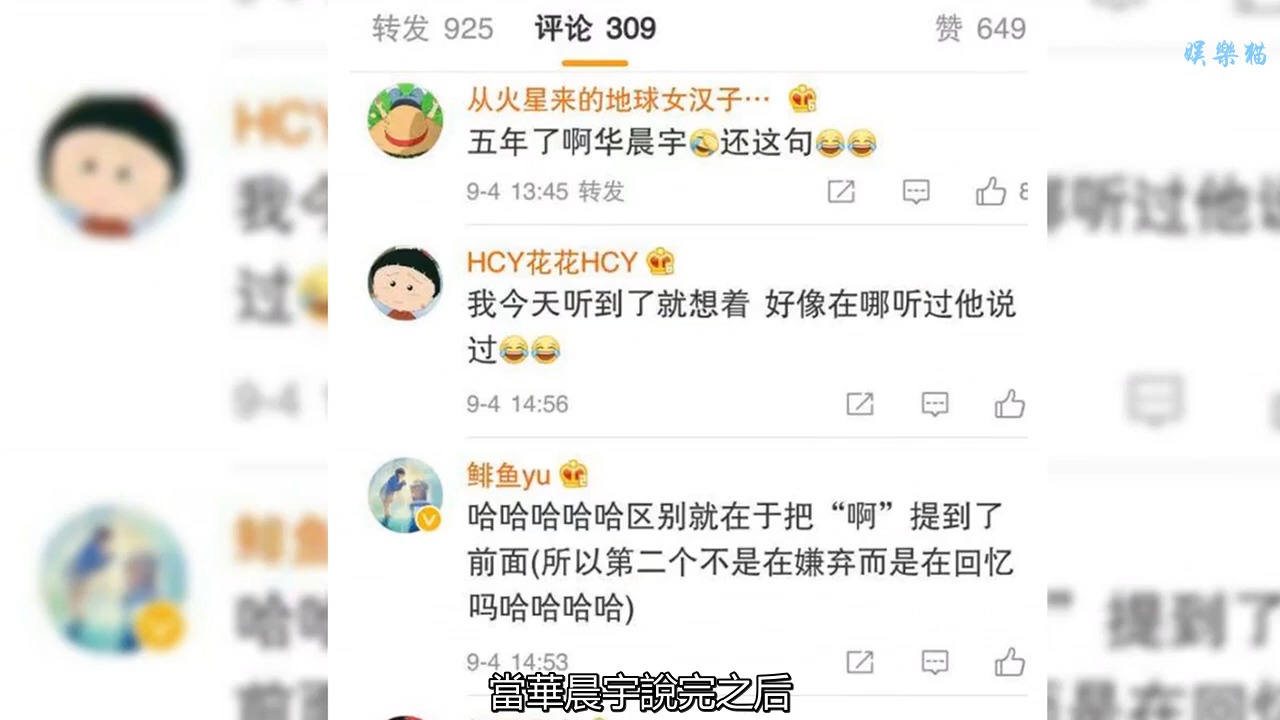 转发 925 评论 309 赞 649
娱樂猫
从火星来的地球女汉子…
五年了啊华晨宇🤣还这句😂😂
9-4 13:45 转发
8
HCY花花HCY
我今天听到了就想着 好像在哪听过他说
过😂😂
9-4 14:56
鲱鱼yu
哈哈哈哈哈区别就在于把“啊”提到了
前面(所以第二个不是在嫌弃而是在回忆
吗哈哈哈哈)
9-4 14:53
當華晨宇說完之后